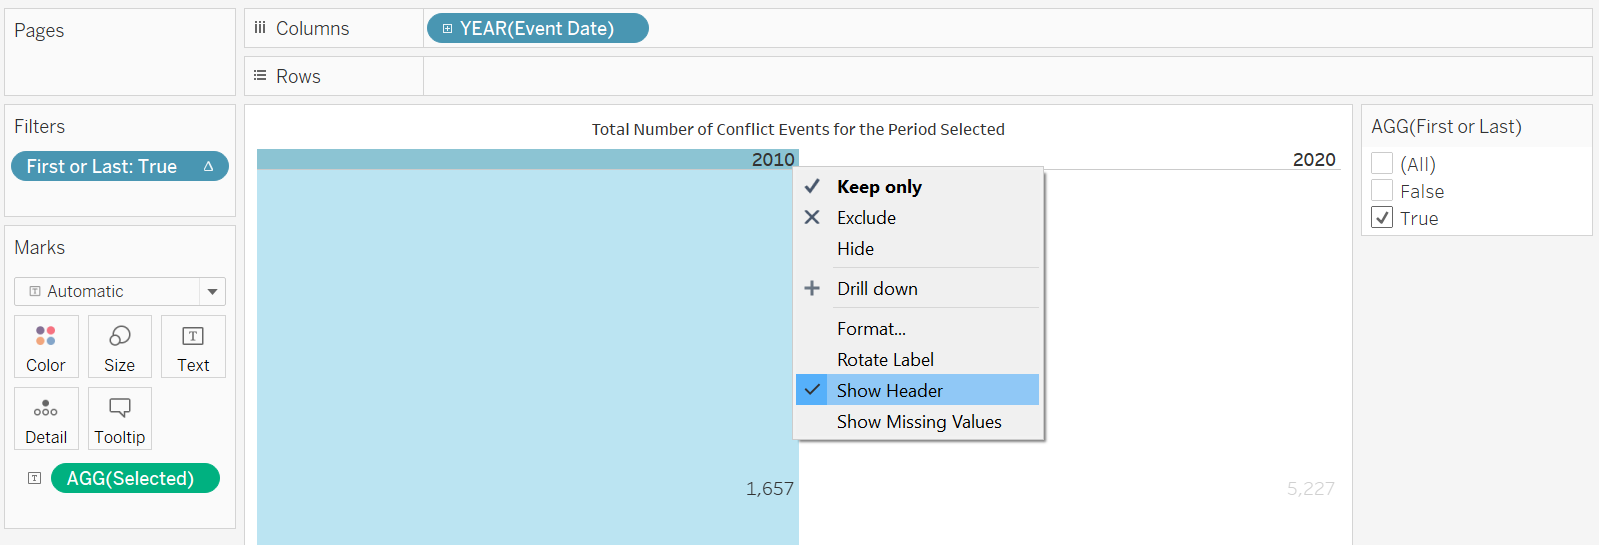 Pages
Columns
YEAR(Event Date)
Rows
Filters
First or Last: True
Marks
Automatic
Color
Size
Text
Detail
Tooltip
AGG(Selected)
Total Number of Conflict Events for the Period Selected
2010
2020
Keep only
Exclude
Hide
Drill down
Format...
Rotate Label
Show Header
Show Missing Values
1,657
5,227
AGG(First or Last)
(All)
False
True